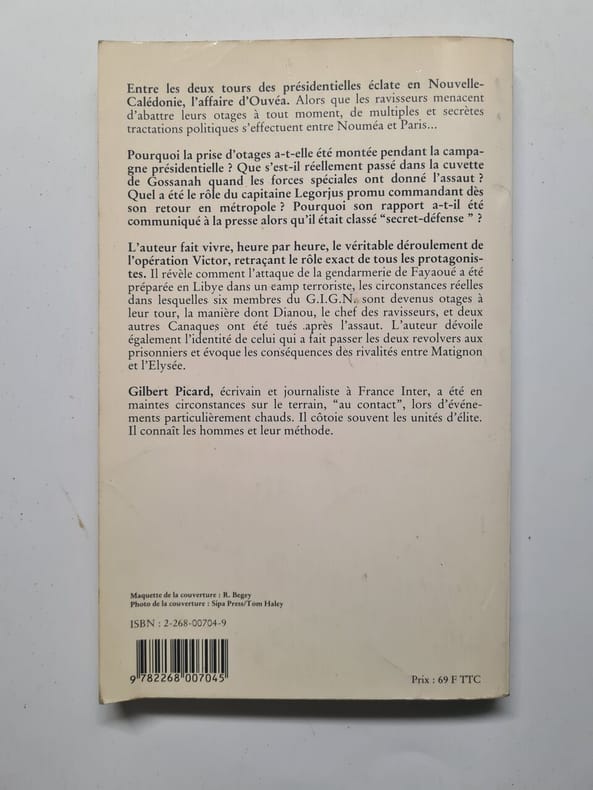 Entre les deux tours des présidentielles éclate en Nouvelle-
Calédonie, l'affaire d'Ouvéa. Alors que les ravisseurs menacent
d'abattre leurs otages à tout moment, de multiples et secrètes
tractations politiques s'effectuent entre Nouméa et Paris...
Pourquoi la prise d'otages a-t-elle été montée pendant la campa-
gne présidentielle ? Que s'est-il réellement passé dans la cuvette
de Gossanah quand les forces spéciales ont donné l'assaut ?
Quel a été le rôle du capitaine Legorjus promu commandant dès
son retour en métropole ? Pourquoi son rapport a-t-il été
communiqué à la presse alors qu'il était classé "secret-défense" ?
L'auteur fait vivre, heure par heure, le véritable déroulement de
l'opération Victor, retraçant le rôle exact de tous les protagonis-
tes. Il révèle comment l'attaque de la gendarmerie de Fayaoué a été
préparée en Libye dans un camp terroriste, les circonstances réelles
dans lesquelles six membres du G.I.G.N. sont devenus otages à
leur tour, la manière dont Dianou, le chef des ravisseurs, et deux
autres Canaques ont été tués après l'assaut. L'auteur dévoile
également l'identité de celui qui a fait passer les deux revolvers aux
prisonniers et évoque les conséquences des rivalités entre Matignon
et l'Elysée.
Gilbert Picard, écrivain et journaliste à France Inter, a été en
maintes circonstances sur le terrain, "au contact", lors d'événe-
ments particulièrement chauds. Il côtoie souvent les unités d'élite.
Il connaît les hommes et leur méthode.
Maquette de la couverture : R. Begey
Photo de la couverture : Sipa Press/Tom Haley
ISBN : 2-268-00704-9
9 782268 007045
Prix : 69 F TTC